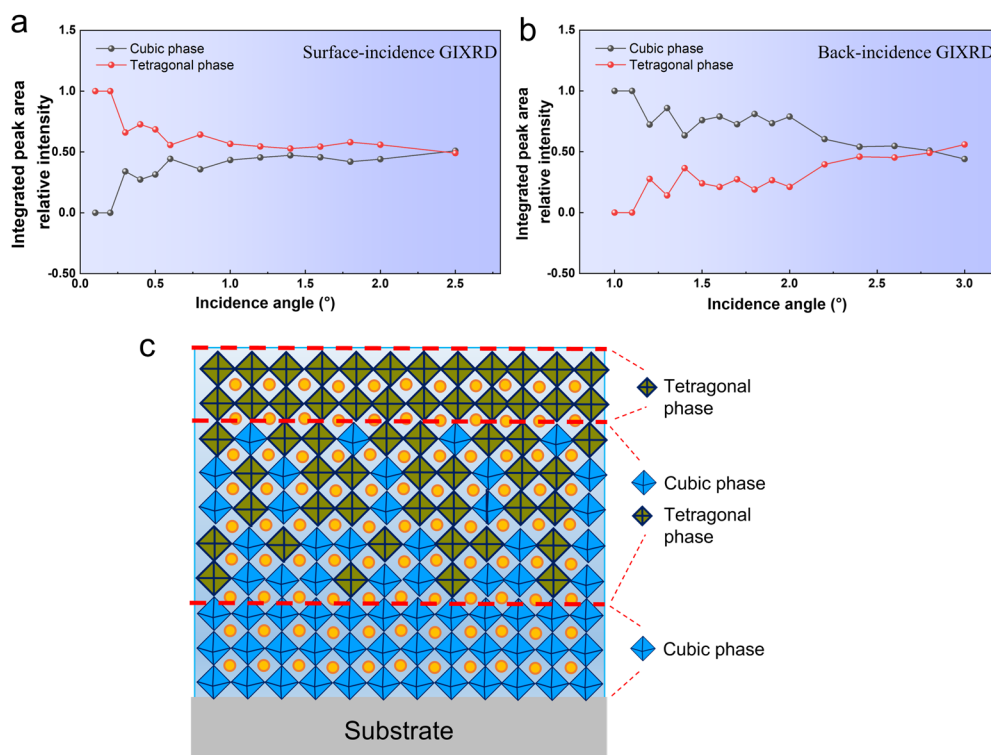 a
Cubic phase
Tetragonal phase
Surface-incidence GIXRD
Integrated peak area
relative intensity
1.5
1.0
0.50
0.0
-0.50
0.0
0.5
1.0
1.5
2.0
2.5
Incidence angle (°)
b
Cubic phase
Tetragonal phase
Back-incidence GIXRD
Integrated peak area
relative intensity
1.5
1.0
0.50
0.0
-0.50
1.0
1.5
2.0
2.5
3.0
Incidence angle (°)
c
Tetragonal
phase
Cubic phase
Tetragonal
phase
Cubic phase
Substrate